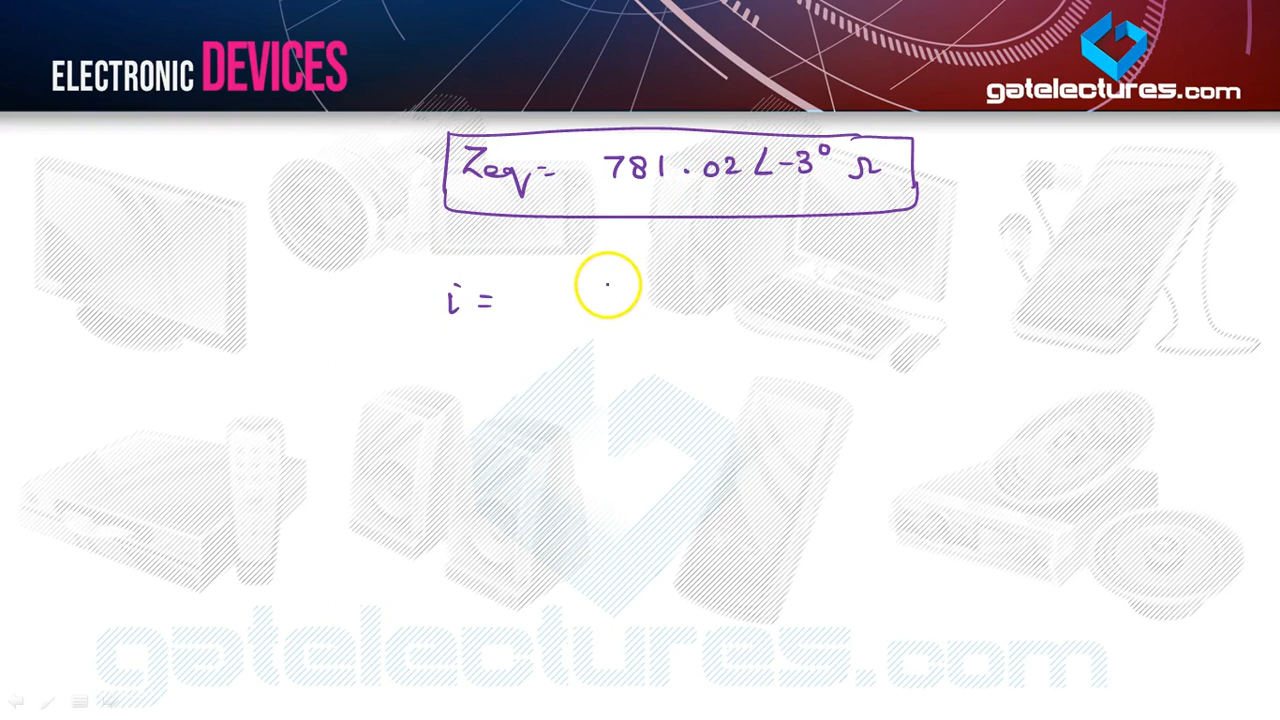 ELECTRONIC DEVICES
gatelectures.com
Zeq = 781.02 ∠-3° Ω
i =
gatelectures.com